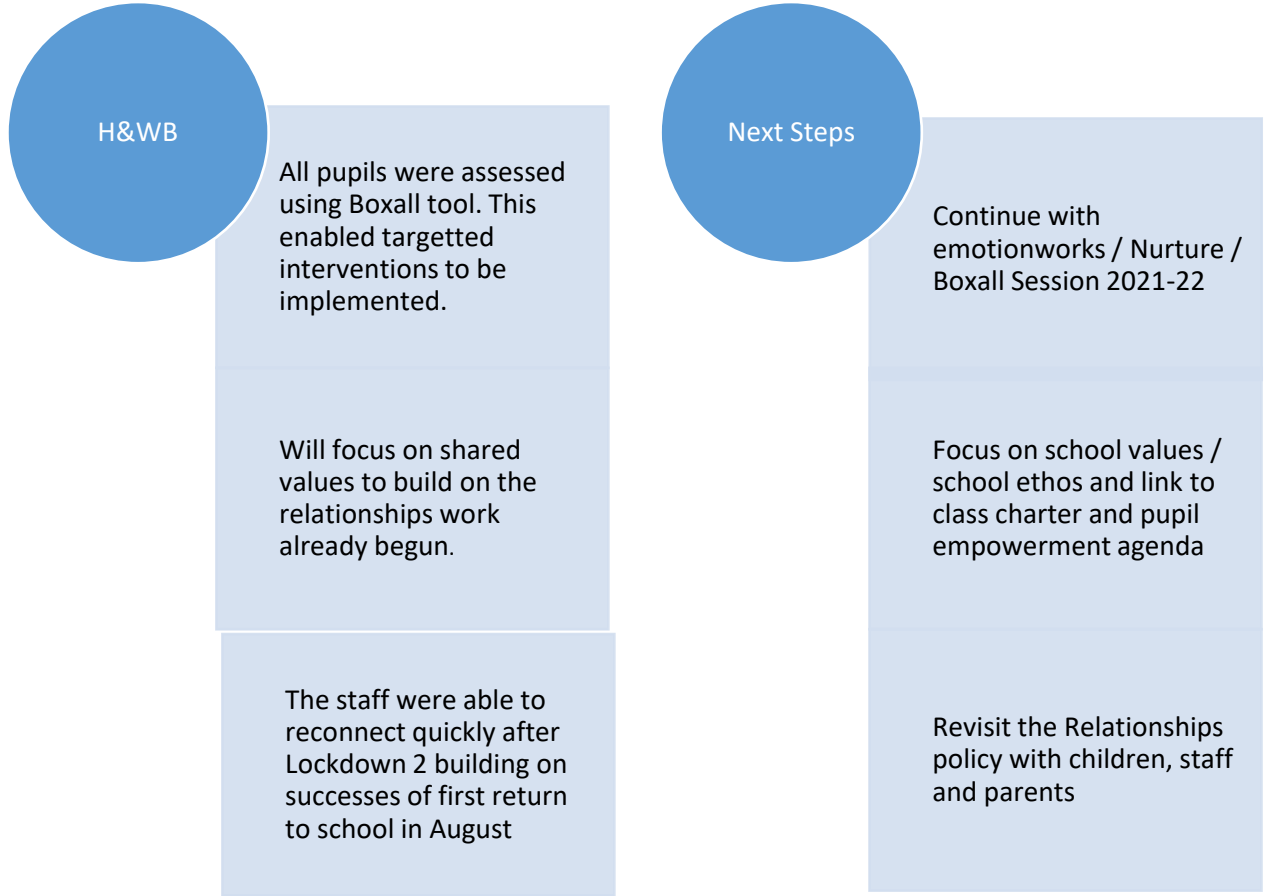 H&WB
All pupils were assessed
using Boxall tool. This
enabled targetted
interventions to be
implemented.
Will focus on shared
values to build on the
relationships work
already begun.
The staff were able to
reconnect quickly after
Lockdown 2 building on
successes of first return
to school in August
Next Steps
Continue with
emotionworks / Nurture /
Boxall Session 2021-22
Focus on school values /
school ethos and link to
class charter and pupil
empowerment agenda
Revisit the Relationships
policy with children, staff
and parents